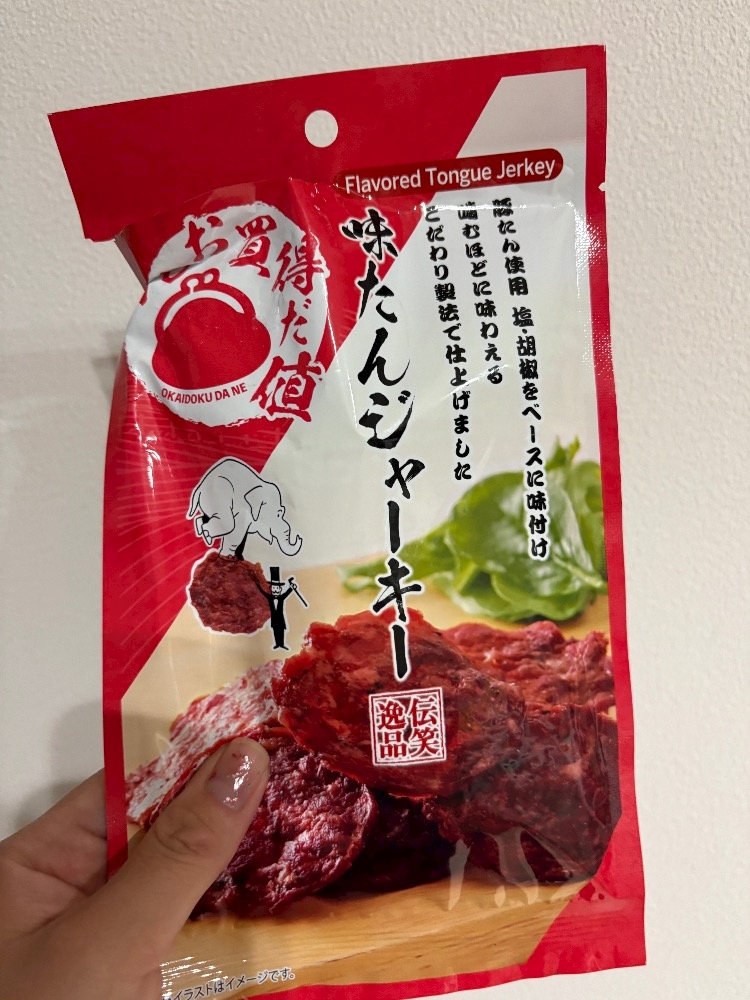 Flavored Tongue Jerkey
お買得だ値
OKAIDOKU DA NE
味たんジャーキー
豚たん使用 塩・胡椒をベースに味付け
噛むほどに味わえる
こだわり製法で仕上げました
伝笑
逸品
イラストはイメージです。